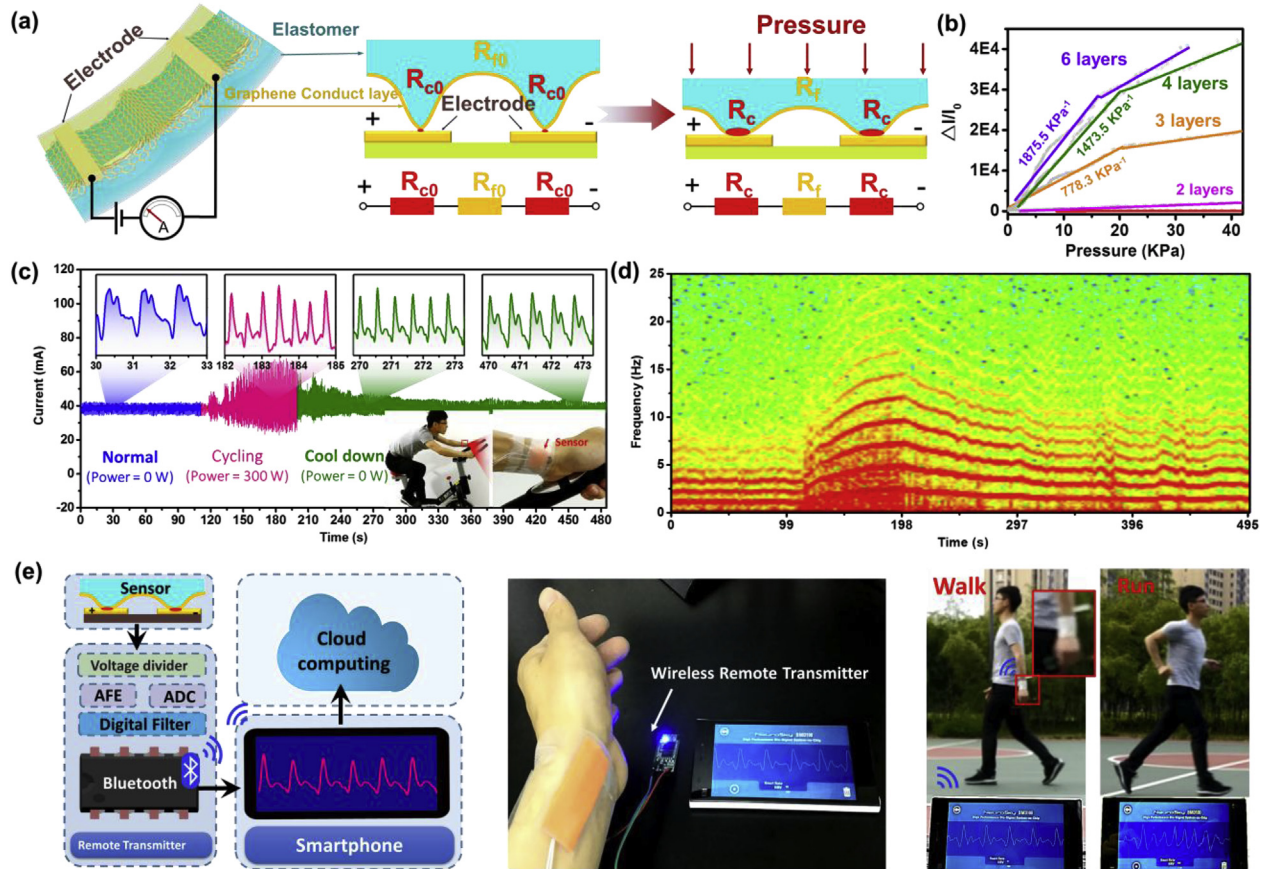 (a)
Electrode
Elastomer
Graphene Conduct layer
Electrode
R_f0
R_c0
R_c0
+
-
+
R_c0
R_f0
R_c0
-
Pressure
R_f
R_c
R_c
+
-
+
R_c
R_f
R_c
-
A
(b)
△I/I_0
4E4
3E4
2E4
1E4
0
6 layers
4 layers
3 layers
2 layers
1875.5 KPa⁻¹
1473.5 KPa⁻¹
778.3 KPa⁻¹
0
10
20
30
40
Pressure (KPa)
(c)
Current (mA)
120
100
80
60
40
20
0
-20
30
31
32
33
182
183
184
185
270
271
272
273
470
471
472
473
Normal
(Power = 0 W)
Cycling
(Power = 300 W)
Cool down
(Power = 0 W)
Sensor
0
30
60
90
120
150
180
210
240
270
300
330
360
390
420
450
480
Time (s)
(d)
Frequency (Hz)
25
20
15
10
5
0
0
99
198
297
396
495
Time (s)
(e)
Sensor
+
-
Voltage divider
AFE
ADC
Digital Filter
Bluetooth
Remote Transmitter
Cloud
computing
Smartphone
Wireless Remote Transmitter
Walk
Run